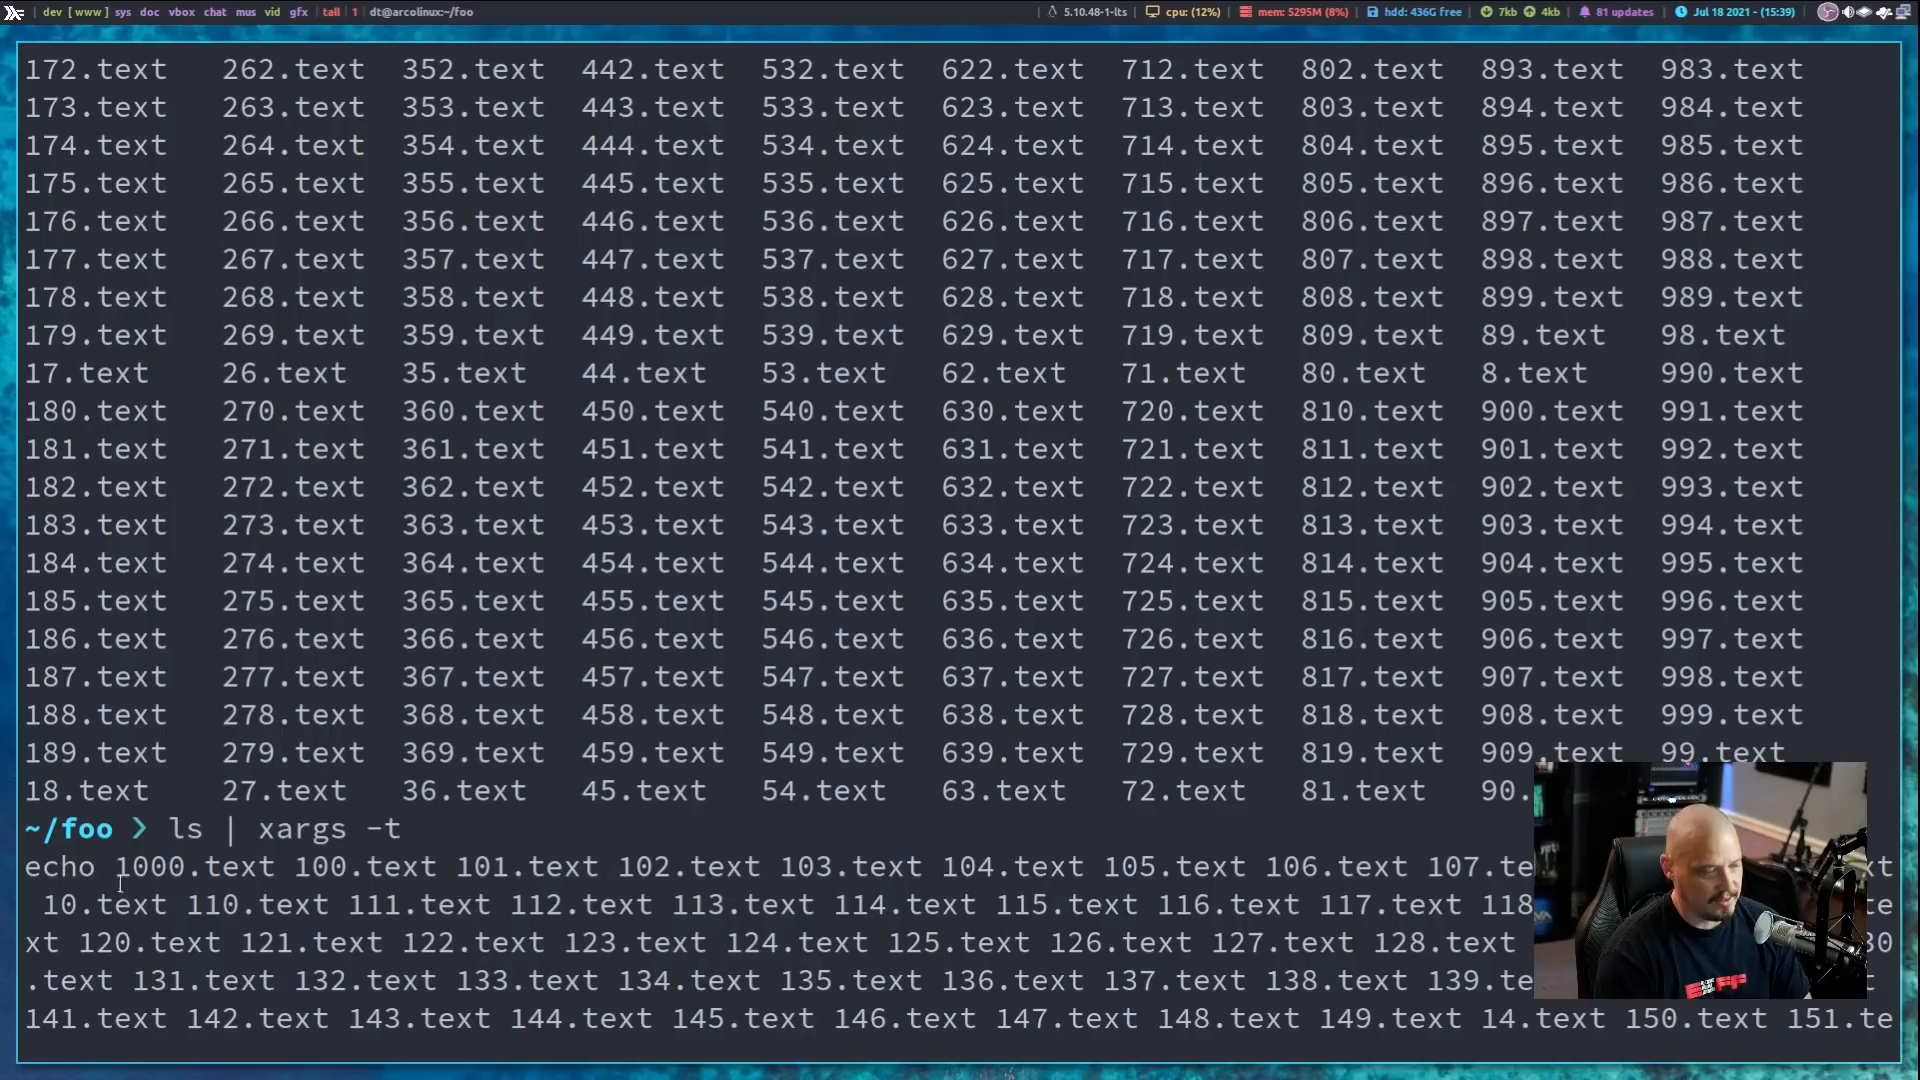 dev [ www ] sys doc vbox chat mus vid gfx | tall | 1 | dt@arcolinux:~/foo | 5.10.48-1-lts | cpu: (12%) | mem: 5295M (8%) | hdd: 436G free | 7kb 4kb | 81 updates | Jul 18 2021 - (15:39)
172.text 262.text 352.text 442.text 532.text 622.text 712.text 802.text 893.text 983.text
173.text 263.text 353.text 443.text 533.text 623.text 713.text 803.text 894.text 984.text
174.text 264.text 354.text 444.text 534.text 624.text 714.text 804.text 895.text 985.text
175.text 265.text 355.text 445.text 535.text 625.text 715.text 805.text 896.text 986.text
176.text 266.text 356.text 446.text 536.text 626.text 716.text 806.text 897.text 987.text
177.text 267.text 357.text 447.text 537.text 627.text 717.text 807.text 898.text 988.text
178.text 268.text 358.text 448.text 538.text 628.text 718.text 808.text 899.text 989.text
179.text 269.text 359.text 449.text 539.text 629.text 719.text 809.text 89.text 98.text
17.text 26.text 35.text 44.text 53.text 62.text 71.text 80.text 8.text 990.text
180.text 270.text 360.text 450.text 540.text 630.text 720.text 810.text 900.text 991.text
181.text 271.text 361.text 451.text 541.text 631.text 721.text 811.text 901.text 992.text
182.text 272.text 362.text 452.text 542.text 632.text 722.text 812.text 902.text 993.text
183.text 273.text 363.text 453.text 543.text 633.text 723.text 813.text 903.text 994.text
184.text 274.text 364.text 454.text 544.text 634.text 724.text 814.text 904.text 995.text
185.text 275.text 365.text 455.text 545.text 635.text 725.text 815.text 905.text 996.text
186.text 276.text 366.text 456.text 546.text 636.text 726.text 816.text 906.text 997.text
187.text 277.text 367.text 457.text 547.text 637.text 727.text 817.text 907.text 998.text
188.text 278.text 368.text 458.text 548.text 638.text 728.text 818.text 908.text 999.text
189.text 279.text 369.text 459.text 549.text 639.text 729.text 819.text 909.text 99.text
18.text 27.text 36.text 45.text 54.text 63.text 72.text 81.text 90.
~/foo ❯ ls | xargs -t
echo 1000.text 100.text 101.text 102.text 103.text 104.text 105.text 106.text 107.te xt
10.text 110.text 111.text 112.text 113.text 114.text 115.text 116.text 117.text 118 te
xt 120.text 121.text 122.text 123.text 124.text 125.text 126.text 127.text 128.text 30
.text 131.text 132.text 133.text 134.text 135.text 136.text 137.text 138.text 139.te
141.text 142.text 143.text 144.text 145.text 146.text 147.text 148.text 149.text 14.text 150.text 151.te